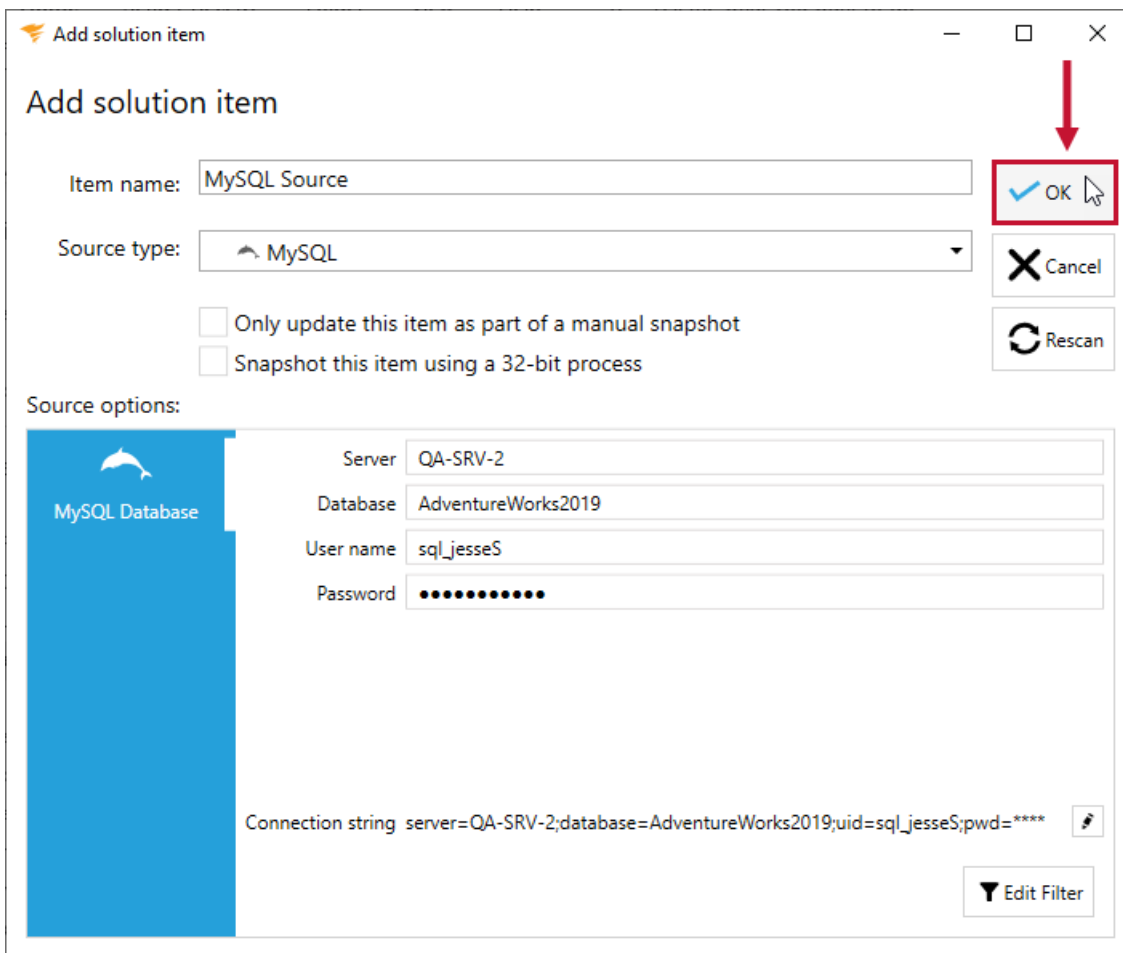 Add solution item
Add solution item
Item name: MySQL Source
OK
Source type: MySQL
Cancel
Only update this item as part of a manual snapshot
Rescan
Snapshot this item using a 32-bit process
Source options:
MySQL Database
Server QA-SRV-2
Database AdventureWorks2019
User name sql_jesseS
Password ●●●●●●●●●●●
Connection string server=QA-SRV-2;database=AdventureWorks2019;uid=sql_jesseS;pwd=****
Edit Filter